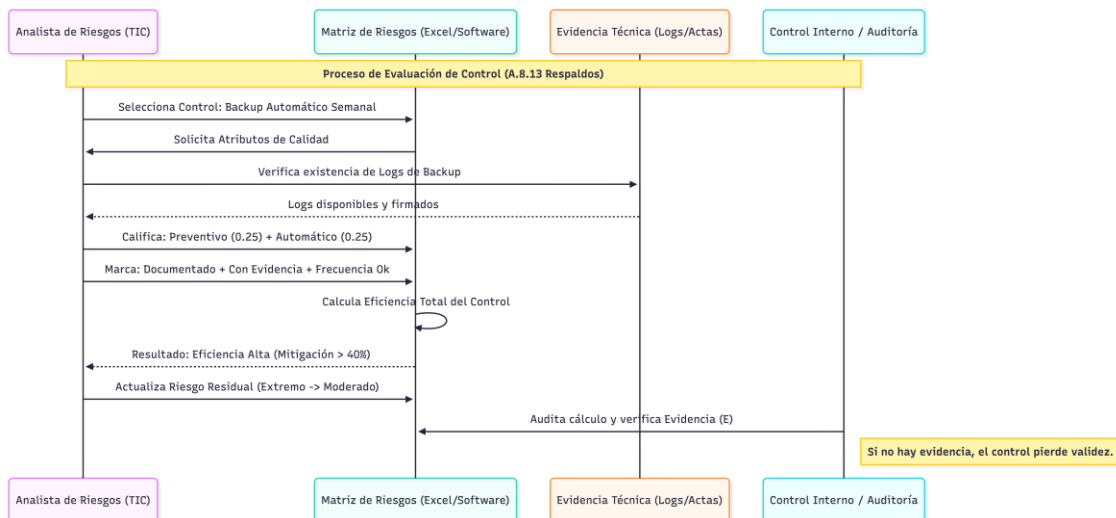 Analista de Riesgos (TIC)
Matriz de Riesgos (Excel/Software)
Evidencia Técnica (Logs/Actas)
Control Interno / Auditoría
Proceso de Evaluación de Control (A.8.13 Respaldos)
Selecciona Control: Backup Automático Semanal
Solicita Atributos de Calidad
Verifica existencia de Logs de Backup
Logs disponibles y firmados
Califica: Preventivo (0.25) + Automático (0.25)
Marca: Documentado + Con Evidencia + Frecuencia Ok
Calcula Eficiencia Total del Control
Resultado: Eficiencia Alta (Mitigación > 40%)
Actualiza Riesgo Residual (Extremo -> Moderado)
Audita cálculo y verifica Evidencia (E)
Si no hay evidencia, el control pierde validez.
Analista de Riesgos (TIC)
Matriz de Riesgos (Excel/Software)
Evidencia Técnica (Logs/Actas)
Control Interno / Auditoría